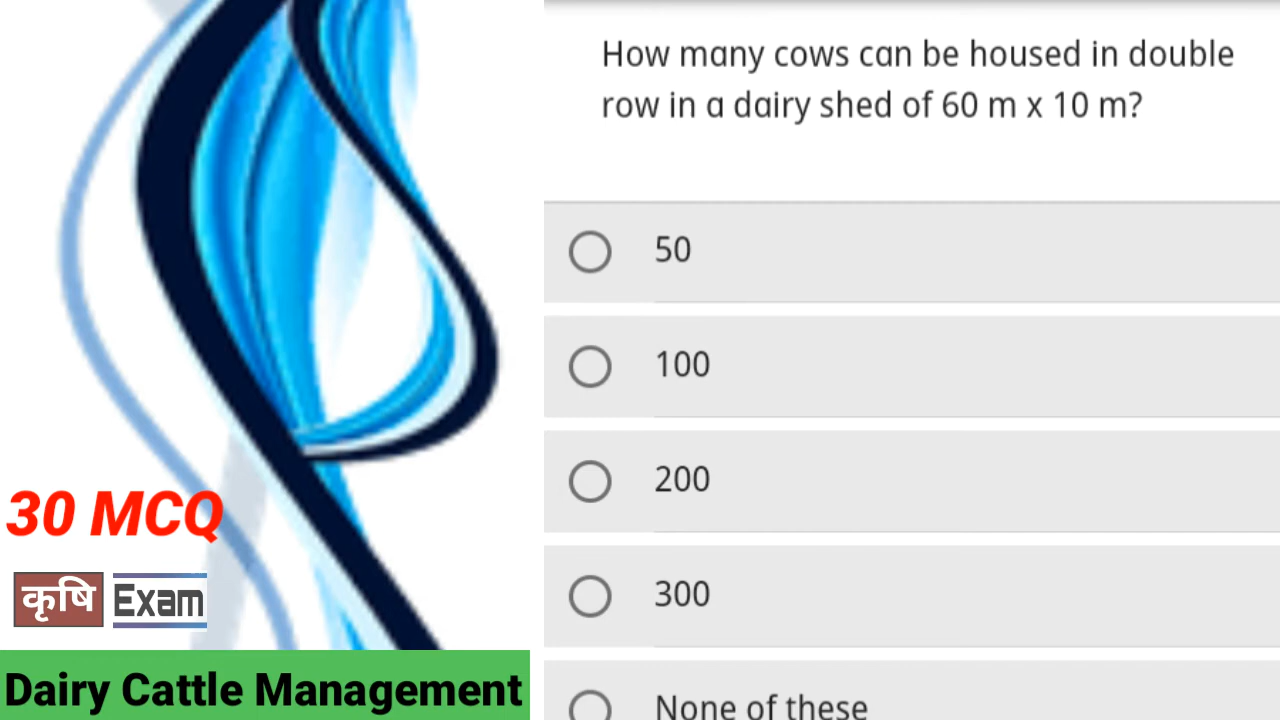 How many cows can be housed in double
row in a dairy shed of 60 m x 10 m?
50
100
200
300
None of these
30 MCQ
कृषि Exam
Dairy Cattle Management